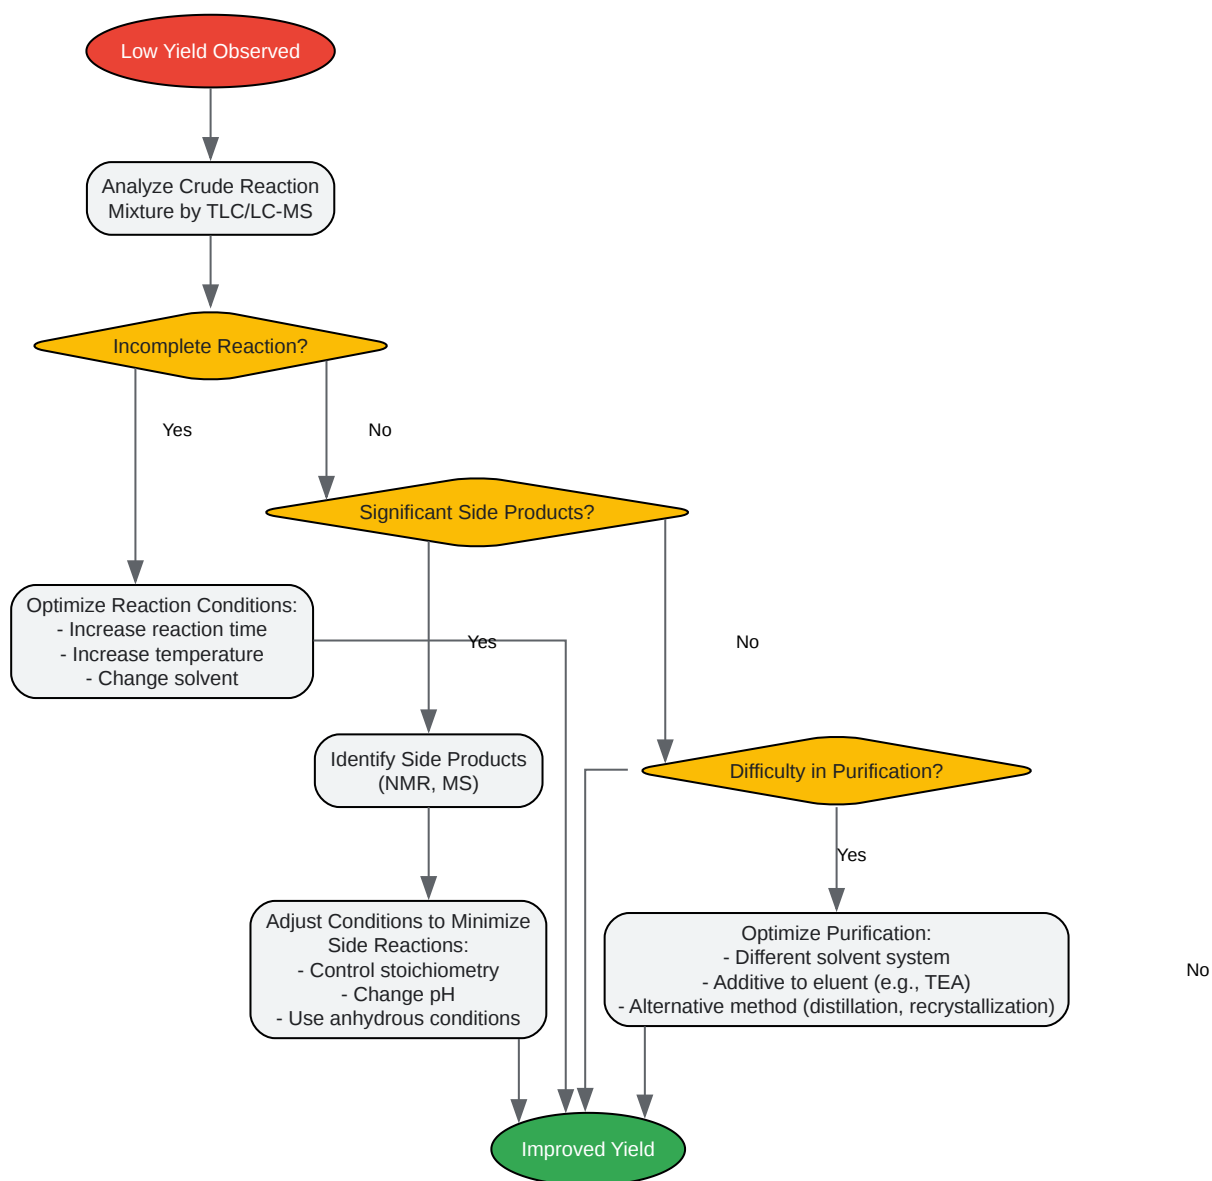 Low Yield Observed
Analyze Crude Reaction
Mixture by TLC/LC-MS
Incomplete Reaction?
Yes
No
Significant Side Products?
Optimize Reaction Conditions:
- Increase reaction time
- Increase temperature
- Change solvent
Yes
No
Identify Side Products
(NMR, MS)
Difficulty in Purification?
Yes
Adjust Conditions to Minimize
Side Reactions:
- Control stoichiometry
- Change pH
- Use anhydrous conditions
Optimize Purification:
- Different solvent system
- Additive to eluent (e.g., TEA)
- Alternative method (distillation, recrystallization)
No
Improved Yield